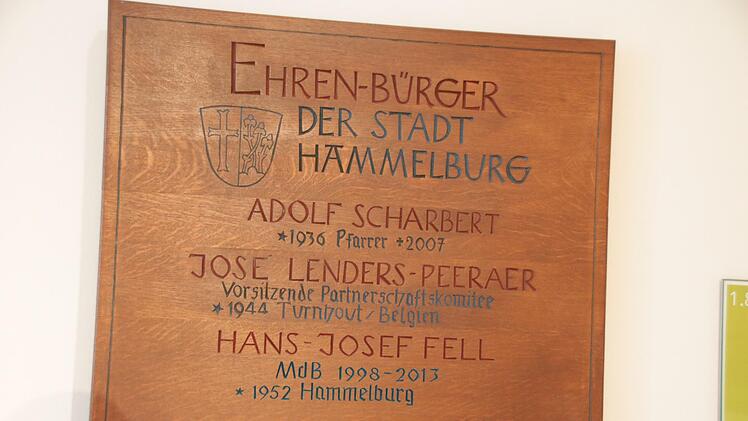 EHREN-BÜRGER
DER STADT
HAMMELBURG
ADOLF SCHARBERT
*1936 Pfarrer +2007
JOSE LENDERS-PEERAER
Vorsitzende Partnerschaftskomitee
*1944 Turnhout/Belgien
HANS-JOSEF FELL
MdB 1998-2013
*1952 Hammelburg